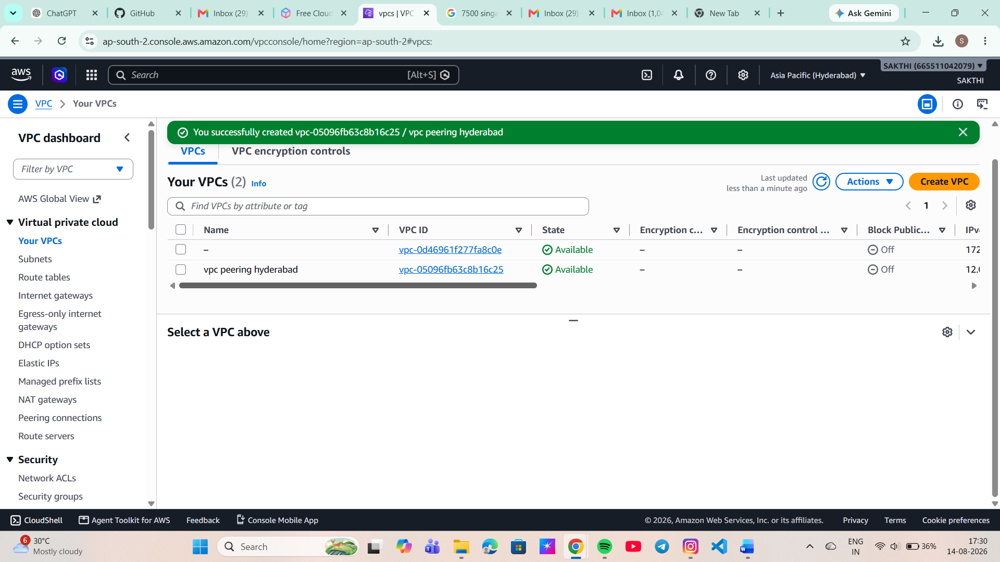 ChatGPT
GitHub
Inbox (29)
Free Cloud
vpcs | VPC
7500 singa
Inbox (29)
Inbox (1,04
New Tab
Ask Gemini
ap-south-2.console.aws.amazon.com/vpcconsole/home?region=ap-south-2#vpcs:
S
aws
Search
[Alt+S]
Asia Pacific (Hyderabad)
SAKTHI (665511042079)
SAKTHI
VPC
Your VPCs
VPC dashboard
Filter by VPC
AWS Global View
Virtual private cloud
Your VPCs
Subnets
Route tables
Internet gateways
Egress-only internet
gateways
DHCP option sets
Elastic IPs
Managed prefix lists
NAT gateways
Peering connections
Route servers
Security
Network ACLs
Security groups
You successfully created vpc-05096fb63c8b16c25 / vpc peering hyderabad
VPCs
VPC encryption controls
Your VPCs (2) Info
Last updated
less than a minute ago
Actions
Create VPC
Find VPCs by attribute or tag
1
Name VPC ID State Encryption c... Encryption control ... Block Public... IPv4
– vpc-0d46961f277fa8c0e Available – – Off 172
vpc peering hyderabad vpc-05096fb63c8b16c25 Available – – Off 12.0
Select a VPC above
CloudShell
Agent Toolkit for AWS
Feedback
Console Mobile App
© 2026, Amazon Web Services, Inc. or its affiliates.
Privacy
Terms
Cookie preferences
6
30°C
Mostly cloudy
Search
ENG
IN
36%
17:30
14-08-2026